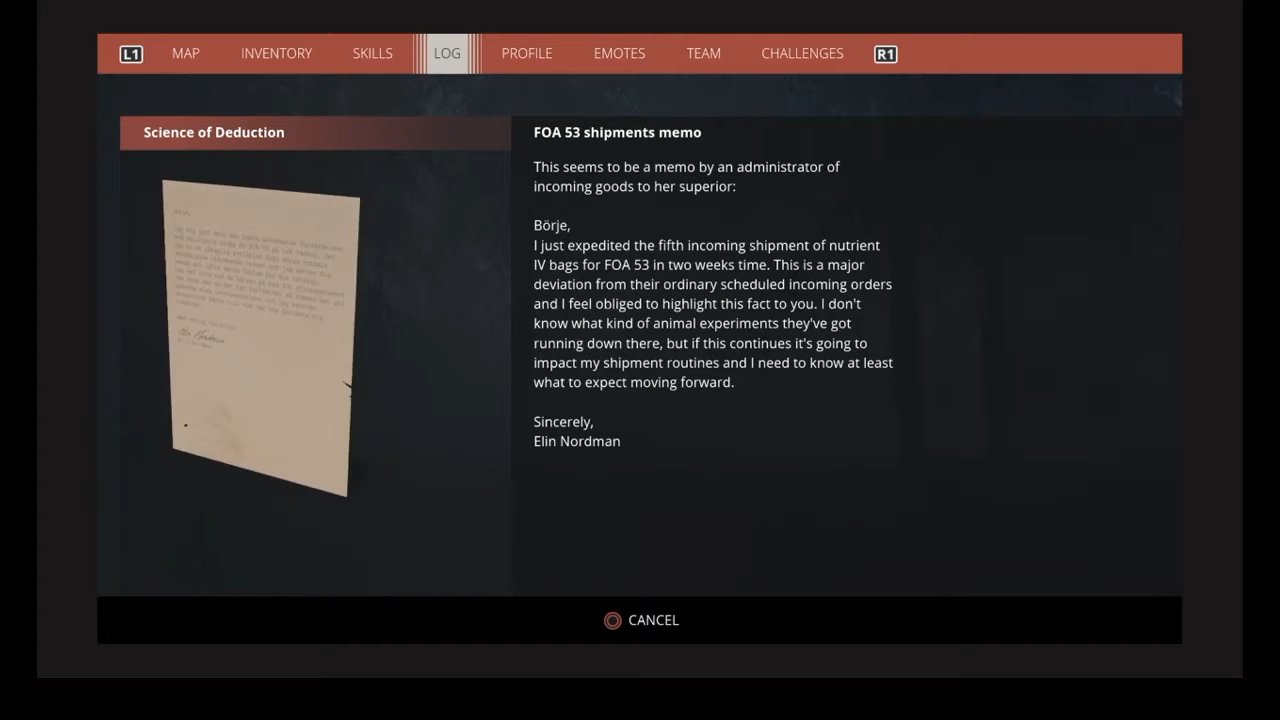 L1 MAP INVENTORY SKILLS LOG PROFILE EMOTES TEAM CHALLENGES R1
Science of Deduction
Börje,
FOA 53 shipments memo
This seems to be a memo by an administrator of
incoming goods to her superior:
Börje,
I just expedited the fifth incoming shipment of nutrient
IV bags for FOA 53 in two weeks time. This is a major
deviation from their ordinary scheduled incoming orders
and I feel obliged to highlight this fact to you. I don't
know what kind of animal experiments they've got
running down there, but if this continues it's going to
impact my shipment routines and I need to know at least
what to expect moving forward.
Sincerely,
Elin Nordman
CANCEL